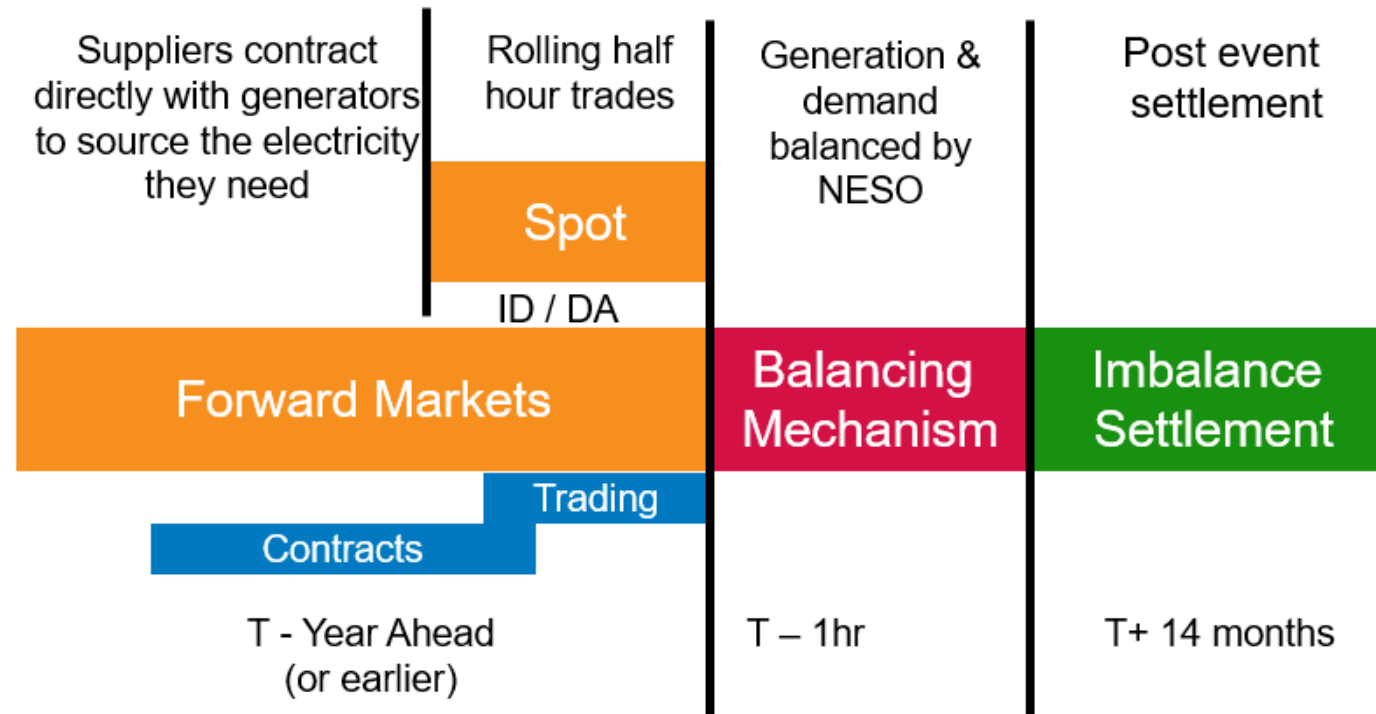 Suppliers contract
directly with generators
to source the electricity
they need
Rolling half
hour trades
Generation &
demand
balanced by
NESO
Post event
settlement
Spot
ID / DA
Forward Markets
Balancing
Mechanism
Imbalance
Settlement
Trading
Contracts
T - Year Ahead
(or earlier)
T – 1hr
T+ 14 months